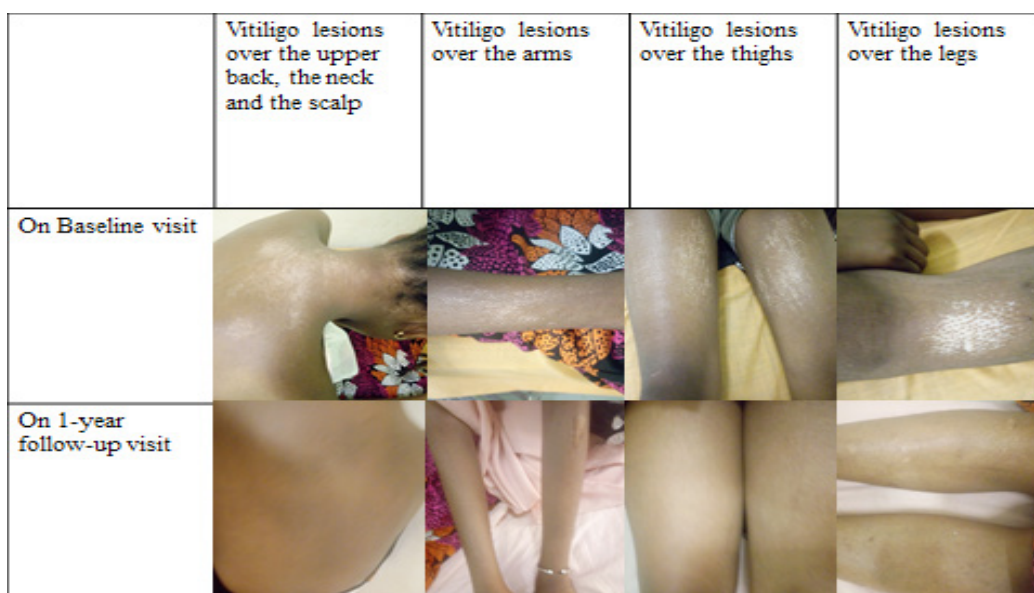 Vitiligo lesions
over the upper
back, the neck
and the scalp
Vitiligo lesions
over the arms
Vitiligo lesions
over the thighs
Vitiligo lesions
over the legs
On Baseline visit
On 1-year
follow-up visit